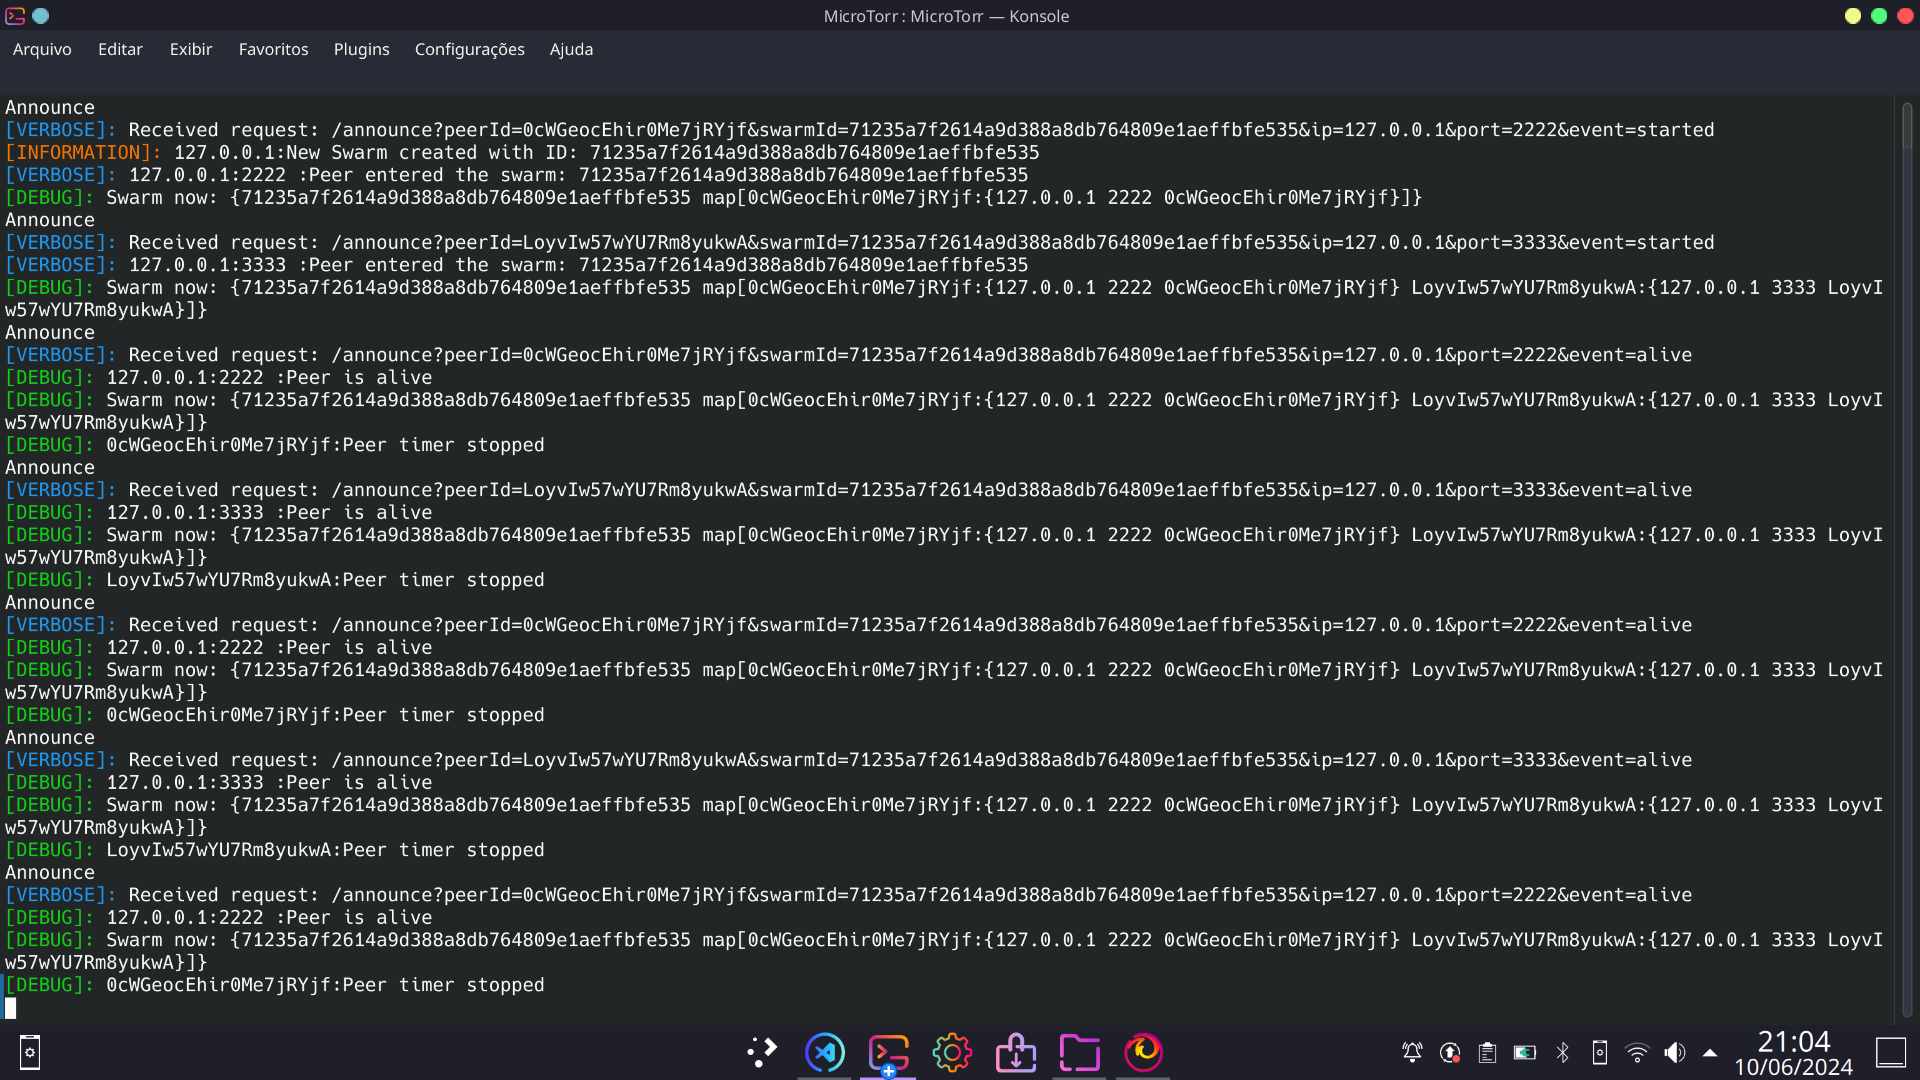 MicroTorr : MicroTorr — Konsole
Arquivo Editar Exibir Favoritos Plugins Configurações Ajuda
Announce
[VERBOSE]: Received request: /announce?peerId=0cWGeocEhir0Me7jRYjf&swarmId=71235a7f2614a9d388a8db764809e1aeffbfe535&ip=127.0.0.1&port=2222&event=started
[INFORMATION]: 127.0.0.1:New Swarm created with ID: 71235a7f2614a9d388a8db764809e1aeffbfe535
[VERBOSE]: 127.0.0.1:2222 :Peer entered the swarm: 71235a7f2614a9d388a8db764809e1aeffbfe535
[DEBUG]: Swarm now: {71235a7f2614a9d388a8db764809e1aeffbfe535 map[0cWGeocEhir0Me7jRYjf:{127.0.0.1 2222 0cWGeocEhir0Me7jRYjf}]}
Announce
[VERBOSE]: Received request: /announce?peerId=LoyvIw57wYU7Rm8yukwA&swarmId=71235a7f2614a9d388a8db764809e1aeffbfe535&ip=127.0.0.1&port=3333&event=started
[VERBOSE]: 127.0.0.1:3333 :Peer entered the swarm: 71235a7f2614a9d388a8db764809e1aeffbfe535
[DEBUG]: Swarm now: {71235a7f2614a9d388a8db764809e1aeffbfe535 map[0cWGeocEhir0Me7jRYjf:{127.0.0.1 2222 0cWGeocEhir0Me7jRYjf} LoyvIw57wYU7Rm8yukwA:{127.0.0.1 3333 LoyvI
w57wYU7Rm8yukwA}]}
Announce
[VERBOSE]: Received request: /announce?peerId=0cWGeocEhir0Me7jRYjf&swarmId=71235a7f2614a9d388a8db764809e1aeffbfe535&ip=127.0.0.1&port=2222&event=alive
[DEBUG]: 127.0.0.1:2222 :Peer is alive
[DEBUG]: Swarm now: {71235a7f2614a9d388a8db764809e1aeffbfe535 map[0cWGeocEhir0Me7jRYjf:{127.0.0.1 2222 0cWGeocEhir0Me7jRYjf} LoyvIw57wYU7Rm8yukwA:{127.0.0.1 3333 LoyvI
w57wYU7Rm8yukwA}]}
[DEBUG]: 0cWGeocEhir0Me7jRYjf:Peer timer stopped
Announce
[VERBOSE]: Received request: /announce?peerId=LoyvIw57wYU7Rm8yukwA&swarmId=71235a7f2614a9d388a8db764809e1aeffbfe535&ip=127.0.0.1&port=3333&event=alive
[DEBUG]: 127.0.0.1:3333 :Peer is alive
[DEBUG]: Swarm now: {71235a7f2614a9d388a8db764809e1aeffbfe535 map[0cWGeocEhir0Me7jRYjf:{127.0.0.1 2222 0cWGeocEhir0Me7jRYjf} LoyvIw57wYU7Rm8yukwA:{127.0.0.1 3333 LoyvI
w57wYU7Rm8yukwA}]}
[DEBUG]: LoyvIw57wYU7Rm8yukwA:Peer timer stopped
Announce
[VERBOSE]: Received request: /announce?peerId=0cWGeocEhir0Me7jRYjf&swarmId=71235a7f2614a9d388a8db764809e1aeffbfe535&ip=127.0.0.1&port=2222&event=alive
[DEBUG]: 127.0.0.1:2222 :Peer is alive
[DEBUG]: Swarm now: {71235a7f2614a9d388a8db764809e1aeffbfe535 map[0cWGeocEhir0Me7jRYjf:{127.0.0.1 2222 0cWGeocEhir0Me7jRYjf} LoyvIw57wYU7Rm8yukwA:{127.0.0.1 3333 LoyvI
w57wYU7Rm8yukwA}]}
[DEBUG]: 0cWGeocEhir0Me7jRYjf:Peer timer stopped
Announce
[VERBOSE]: Received request: /announce?peerId=LoyvIw57wYU7Rm8yukwA&swarmId=71235a7f2614a9d388a8db764809e1aeffbfe535&ip=127.0.0.1&port=3333&event=alive
[DEBUG]: 127.0.0.1:3333 :Peer is alive
[DEBUG]: Swarm now: {71235a7f2614a9d388a8db764809e1aeffbfe535 map[0cWGeocEhir0Me7jRYjf:{127.0.0.1 2222 0cWGeocEhir0Me7jRYjf} LoyvIw57wYU7Rm8yukwA:{127.0.0.1 3333 LoyvI
w57wYU7Rm8yukwA}]}
[DEBUG]: LoyvIw57wYU7Rm8yukwA:Peer timer stopped
Announce
[VERBOSE]: Received request: /announce?peerId=0cWGeocEhir0Me7jRYjf&swarmId=71235a7f2614a9d388a8db764809e1aeffbfe535&ip=127.0.0.1&port=2222&event=alive
[DEBUG]: 127.0.0.1:2222 :Peer is alive
[DEBUG]: Swarm now: {71235a7f2614a9d388a8db764809e1aeffbfe535 map[0cWGeocEhir0Me7jRYjf:{127.0.0.1 2222 0cWGeocEhir0Me7jRYjf} LoyvIw57wYU7Rm8yukwA:{127.0.0.1 3333 LoyvI
w57wYU7Rm8yukwA}]}
[DEBUG]: 0cWGeocEhir0Me7jRYjf:Peer timer stopped
21:04
10/06/2024